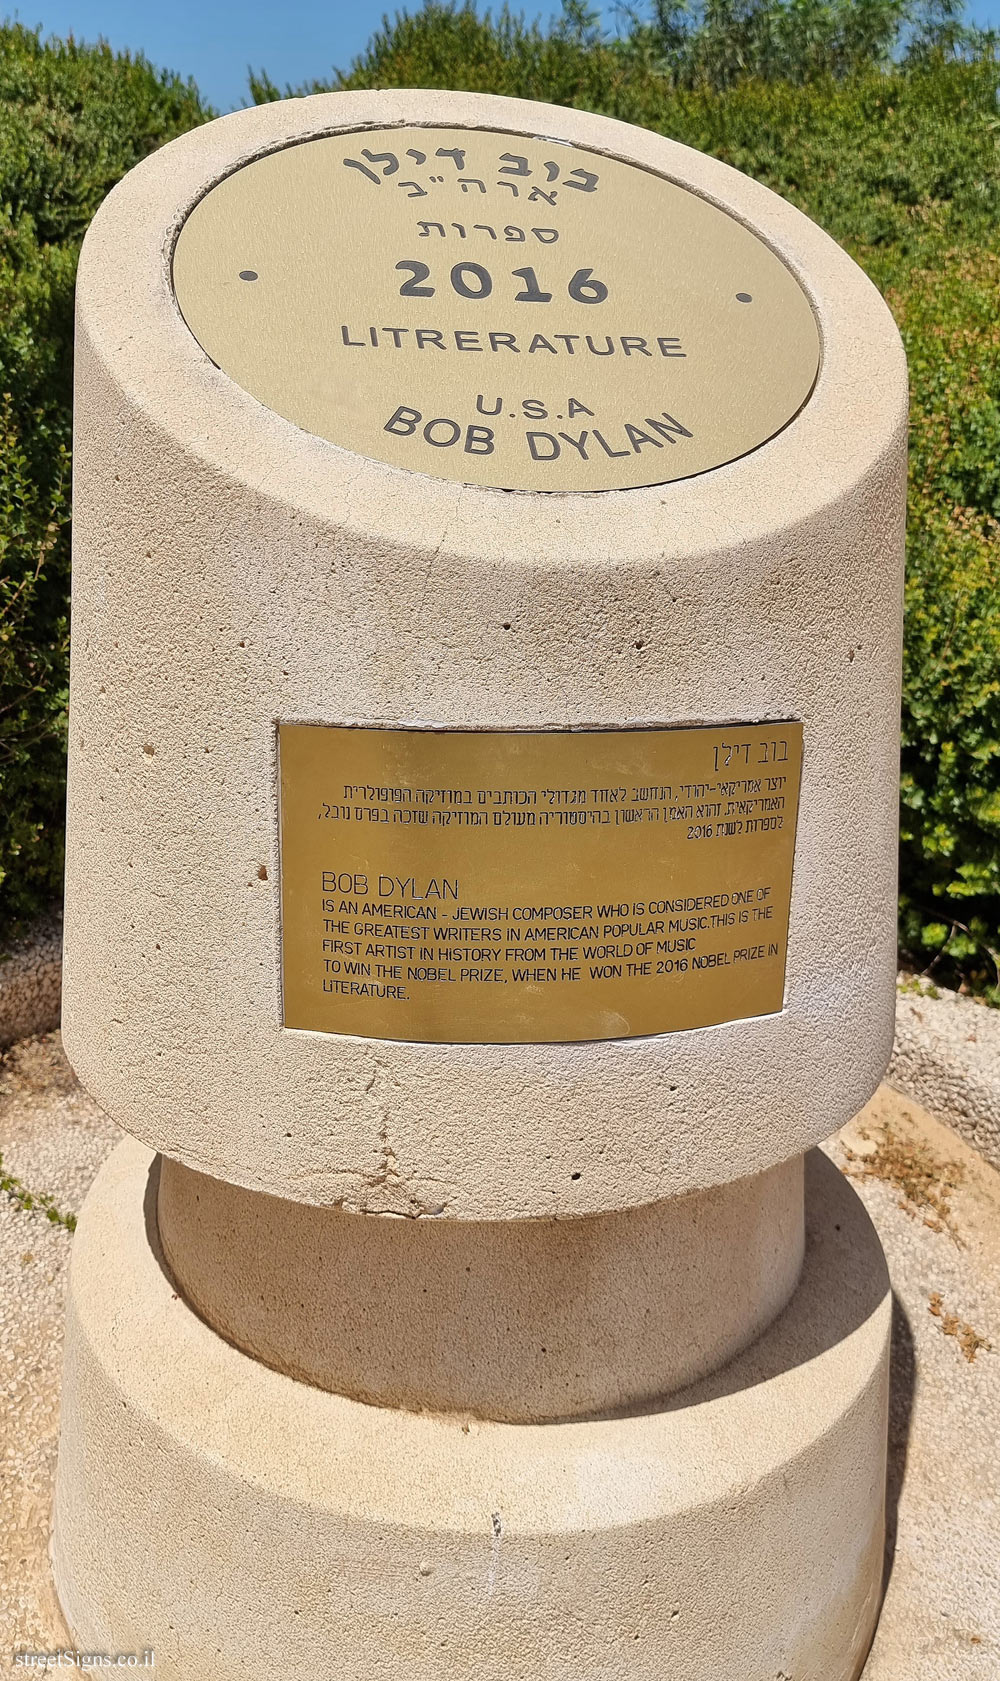 בוב דילן
ארה"ב
ספרות
2016
LITRERATURE
U.S.A
BOB DYLAN
בוב דילן
יוצר אמריקאי-יהודי, הנחשב לאחד מגדולי הכותבים במוזיקה הפופולרית
האמריקאית, זהוא האמן הראשון בהיסטוריה מעולם המוזיקה שזכה בפרס נובל,
לספרות לשנת 2016
BOB DYLAN
IS AN AMERICAN - JEWISH COMPOSER WHO IS CONSIDERED ONE OF
THE GREATEST WRITERS IN AMERICAN POPULAR MUSIC.THIS IS THE
FIRST ARTIST IN HISTORY FROM THE WORLD OF MUSIC
TO WIN THE NOBEL PRIZE, WHEN HE WON THE 2016 NOBEL PRIZE IN
LITERATURE.
streetSigns.co.il